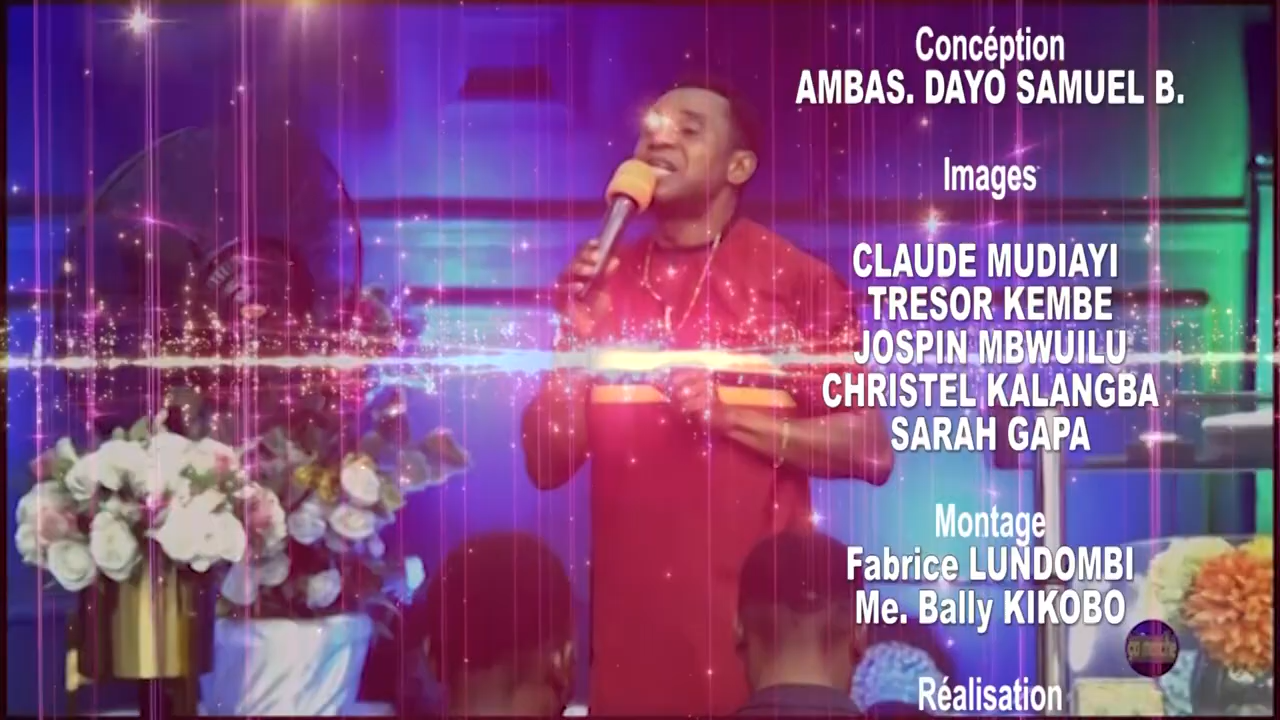 Concéption
AMBAS. DAYO SAMUEL B.
Images
CLAUDE MUDIAYI
TRESOR KEMBE
JOSPIN MBWUILU
CHRISTEL KALANGBA
SARAH GAPA
Montage
Fabrice LUNDOMBI
Me. Bally KIKOBO
Réalisation